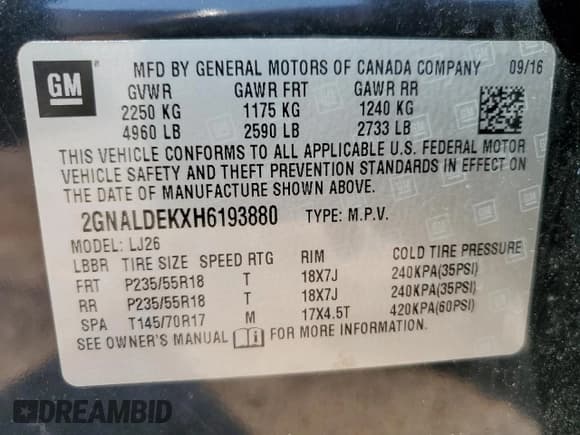 GM
MFD BY GENERAL MOTORS OF CANADA COMPANY 09/16
GVWR GAWR FRT GAWR RR
2250 KG 1175 KG 1240 KG
4960 LB 2590 LB 2733 LB
THIS VEHICLE CONFORMS TO ALL APPLICABLE U.S. FEDERAL MOTOR
VEHICLE SAFETY AND THEFT PREVENTION STANDARDS IN EFFECT ON
THE DATE OF MANUFACTURE SHOWN ABOVE.
2GNALDEKXH6193880 TYPE: M.P.V.
MODEL: LJ26
LBBR TIRE SIZE SPEED RTG RIM COLD TIRE PRESSURE
FRT P235/55R18 T 18X7J 240KPA(35PSI)
RR P235/55R18 T 18X7J 240KPA(35PSI)
SPA T145/70R17 M 17X4.5T 420KPA(60PSI)
SEE OWNER'S MANUAL FOR MORE INFORMATION.
DREAMBID